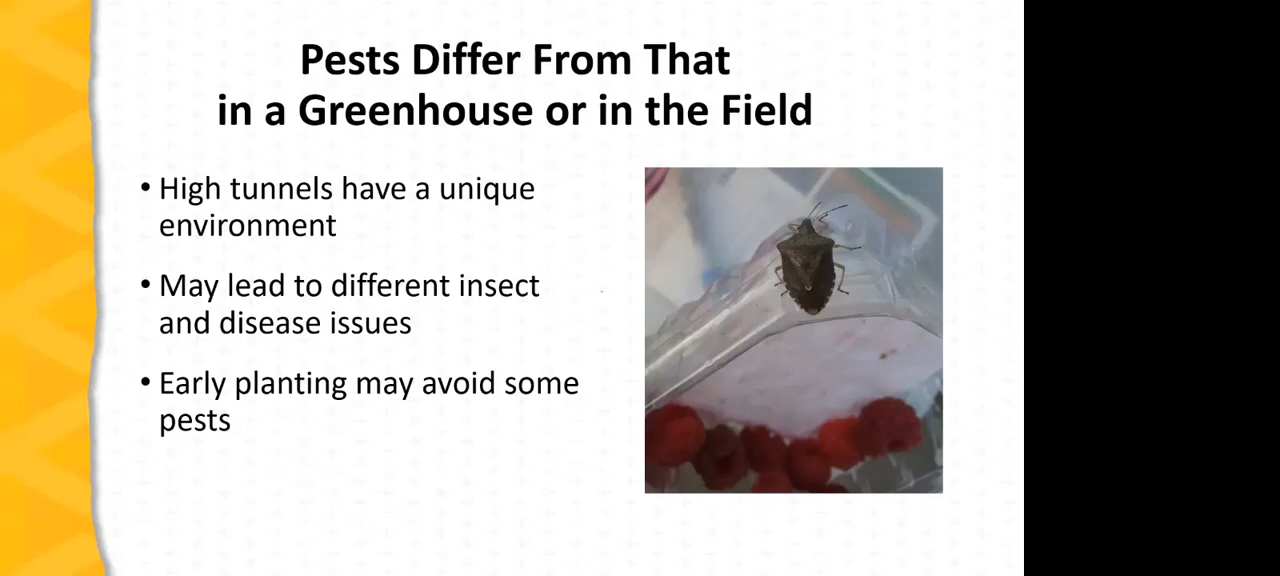 Pests Differ From That
in a Greenhouse or in the Field
• High tunnels have a unique
environment
• May lead to different insect
and disease issues
• Early planting may avoid some
pests